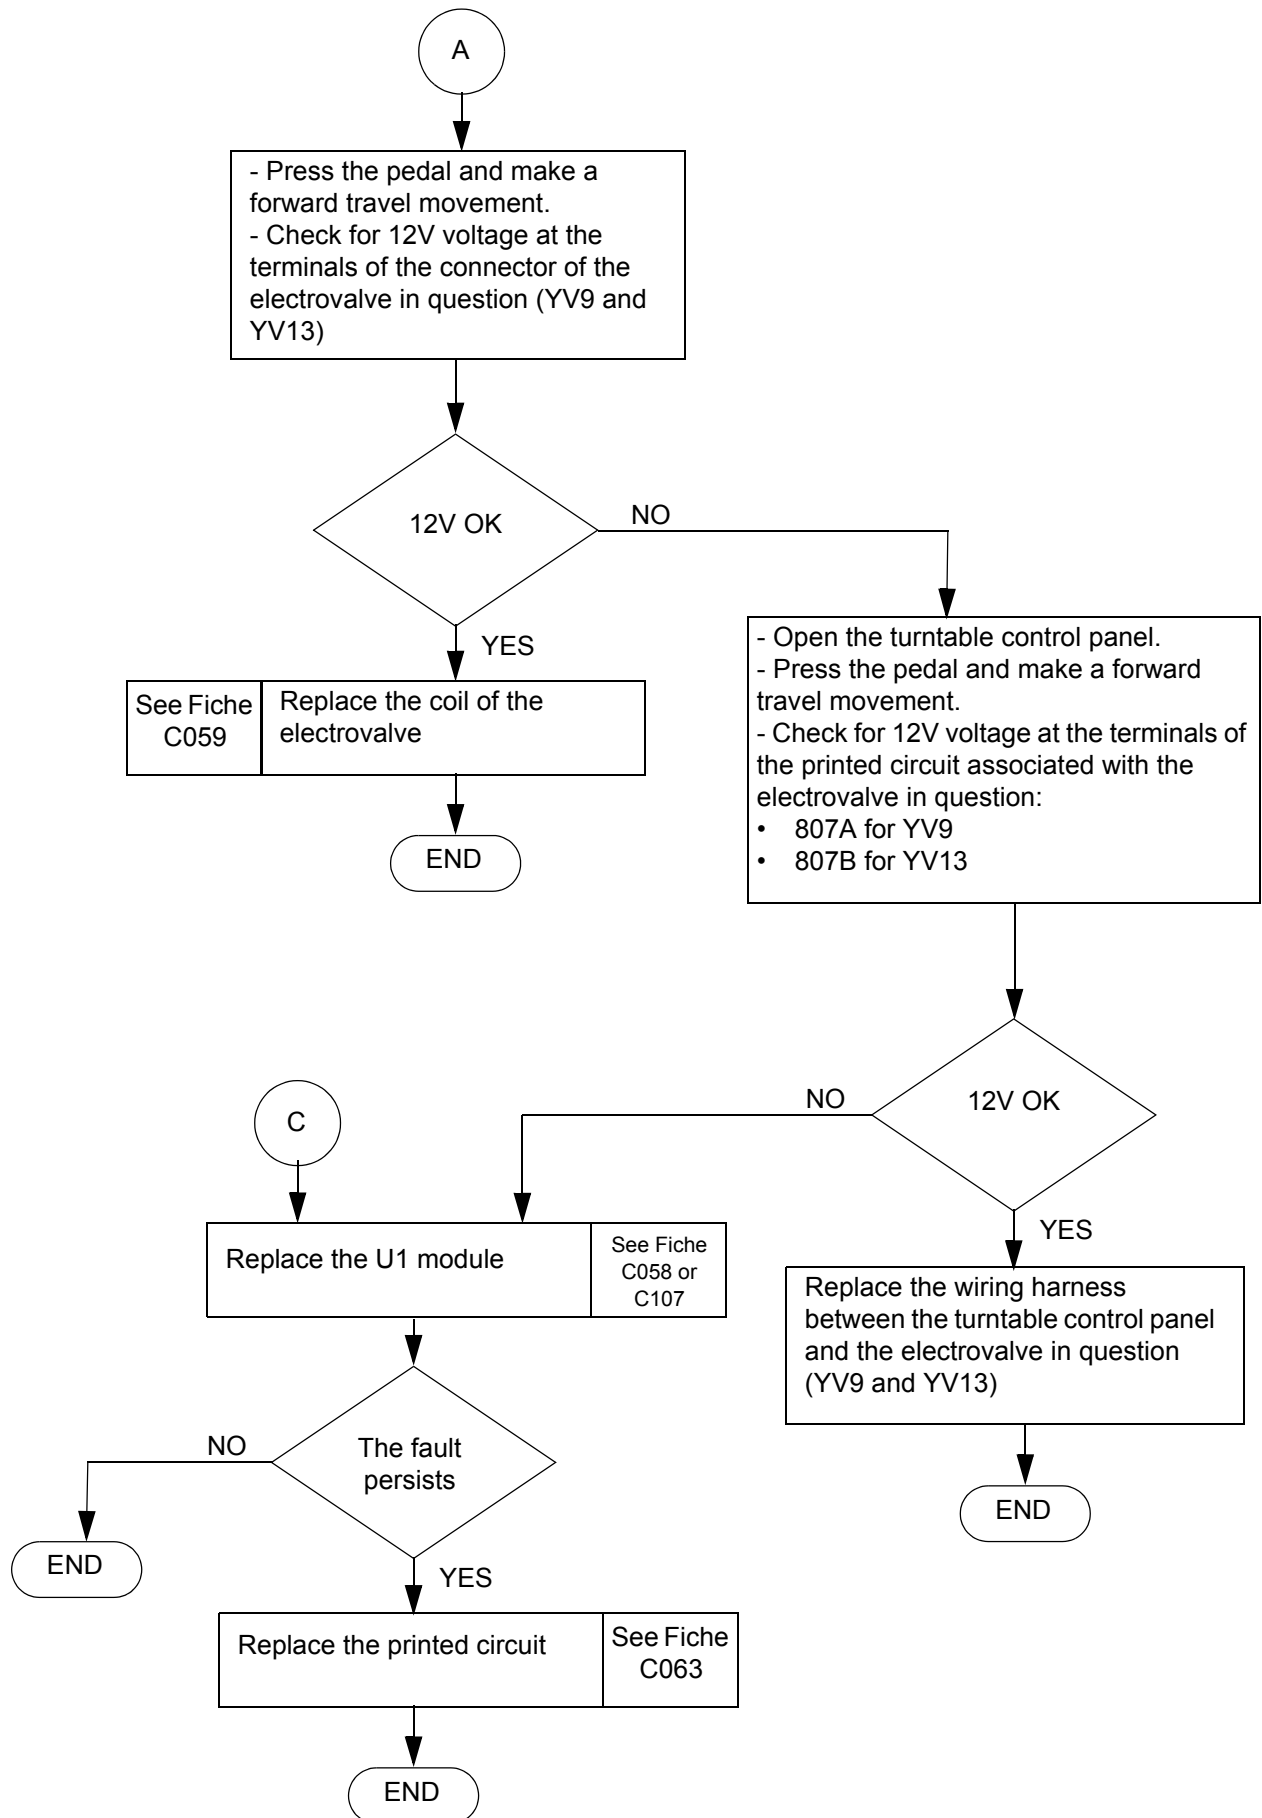 A
- Press the pedal and make a
forward travel movement.
- Check for 12V voltage at the
terminals of the connector of the
electrovalve in question (YV9 and
YV13)
12V OK
NO
YES
See Fiche
C059
Replace the coil of the
electrovalve
END
- Open the turntable control panel.
- Press the pedal and make a forward
travel movement.
- Check for 12V voltage at the terminals of
the printed circuit associated with the
electrovalve in question:
• 807A for YV9
• 807B for YV13
12V OK
NO
YES
Replace the wiring harness
between the turntable control panel
and the electrovalve in question
(YV9 and YV13)
END
C
Replace the U1 module
See Fiche
C058 or
C107
The fault
persists
NO
END
YES
Replace the printed circuit
See Fiche
C063
END